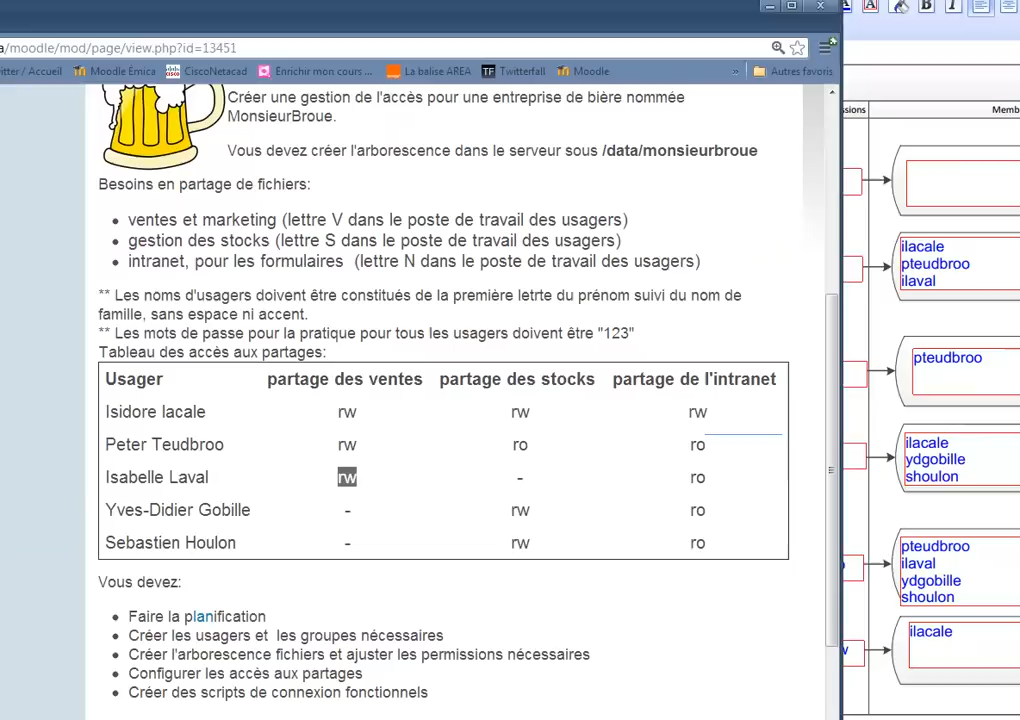 a/moodle/mod/page/view.php?id=13451
itter / Accueil Moodle Émica CiscoNetacad Enrichir mon cours ... La balise AREA Twitterfall Moodle » Autres favoris
Créer une gestion de l'accès pour une entreprise de bière nommée
MonsieurBroue.
Vous devez créer l'arborescence dans le serveur sous /data/monsieurbroue
Besoins en partage de fichiers:
• ventes et marketing (lettre V dans le poste de travail des usagers)
• gestion des stocks (lettre S dans le poste de travail des usagers)
• intranet, pour les formulaires (lettre N dans le poste de travail des usagers)
** Les noms d'usagers doivent être constitués de la première letrte du prénom suivi du nom de
famille, sans espace ni accent.
** Les mots de passe pour la pratique pour tous les usagers doivent être "123"
Tableau des accès aux partages:
Usager partage des ventes partage des stocks partage de l'intranet
Isidore lacale rw rw rw
Peter Teudbroo rw ro ro
Isabelle Laval rw - ro
Yves-Didier Gobille - rw ro
Sebastien Houlon - rw ro
Vous devez:
• Faire la planification
• Créer les usagers et les groupes nécessaires
• Créer l'arborescence fichiers et ajuster les permissions nécessaires
• Configurer les accès aux partages
• Créer des scripts de connexion fonctionnels
A A B I
ssions Memb
ilacale
pteudbroo
ilaval
pteudbroo
ilacale
ydgobille
shoulon
pteudbroo
ilaval
ydgobille
shoulon
ilacale